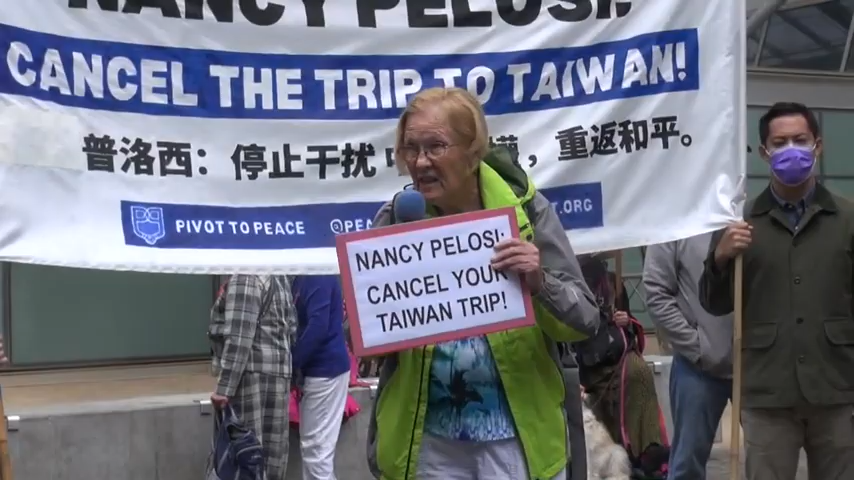 NANCY PELOSI:
CANCEL THE TRIP TO TAIWAN!
普洛西：停止干扰，重返和平。
PIVOT TO PEACE @PEA .ORG
NANCY PELOSI:
CANCEL YOUR
TAIWAN TRIP!